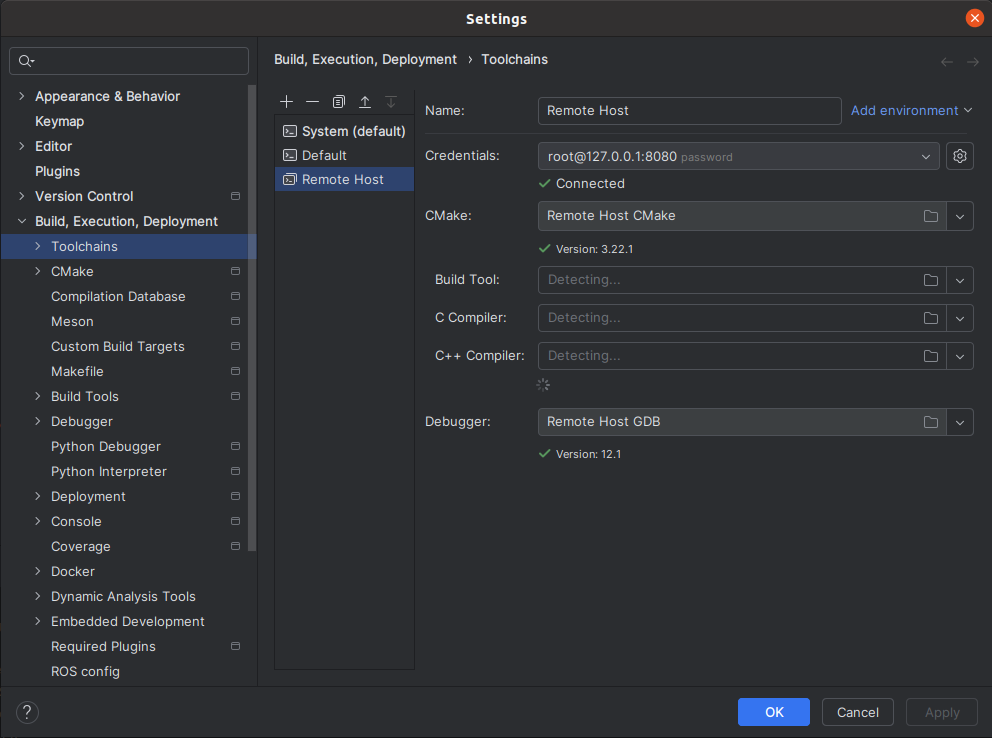 Settings
Appearance & Behavior
Keymap
Editor
Plugins
Version Control
Build, Execution, Deployment
Toolchains
CMake
Compilation Database
Meson
Custom Build Targets
Makefile
Build Tools
Debugger
Python Debugger
Python Interpreter
Deployment
Console
Coverage
Docker
Dynamic Analysis Tools
Embedded Development
Required Plugins
ROS config
Build, Execution, Deployment › Toolchains
System (default)
Default
Remote Host
Name: Remote Host Add environment
Credentials: root@127.0.0.1:8080 password
Connected
CMake: Remote Host CMake
Version: 3.22.1
Build Tool: Detecting...
C Compiler: Detecting...
C++ Compiler: Detecting...
Debugger: Remote Host GDB
Version: 12.1
? OK Cancel Apply